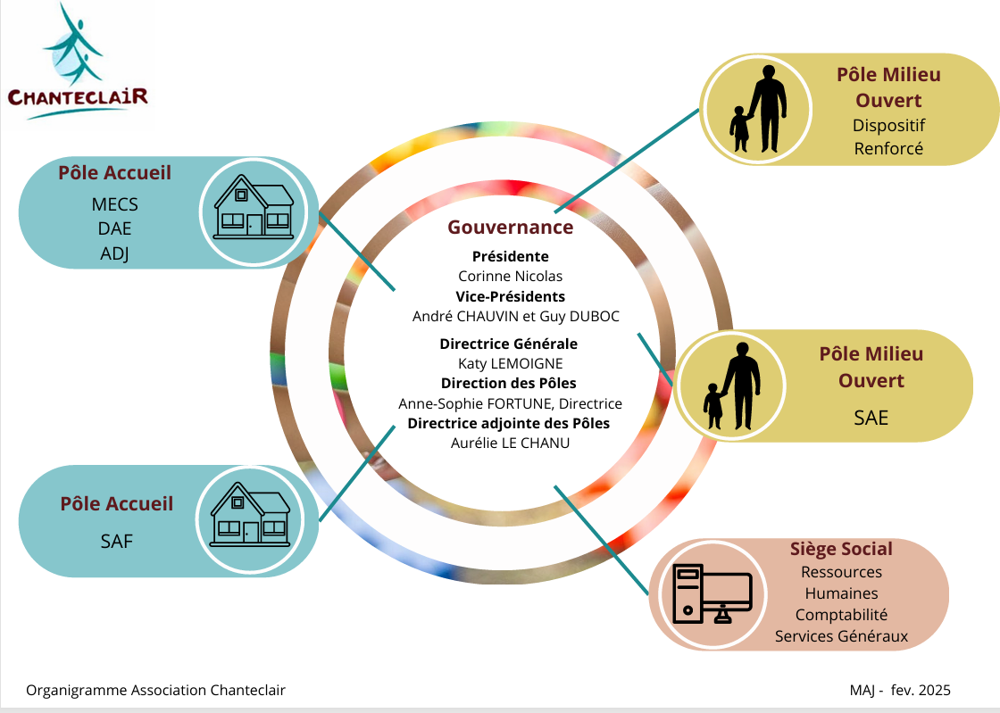 CHANTECLAiR
Pôle Accueil
MECS
DAE
ADJ
Pôle Milieu
Ouvert
Dispositif
Renforcé
Gouvernance
Présidente
Corinne Nicolas
Vice-Présidents
André CHAUVIN et Guy DUBOC
Directrice Générale
Katy LEMOIGNE
Direction des Pôles
Anne-Sophie FORTUNE, Directrice
Directrice adjointe des Pôles
Aurélie LE CHANU
Pôle Milieu
Ouvert
SAE
Pôle Accueil
SAF
Siège Social
Ressources
Humaines
Comptabilité
Services Généraux
Organigramme Association Chanteclair
MAJ - fev. 2025